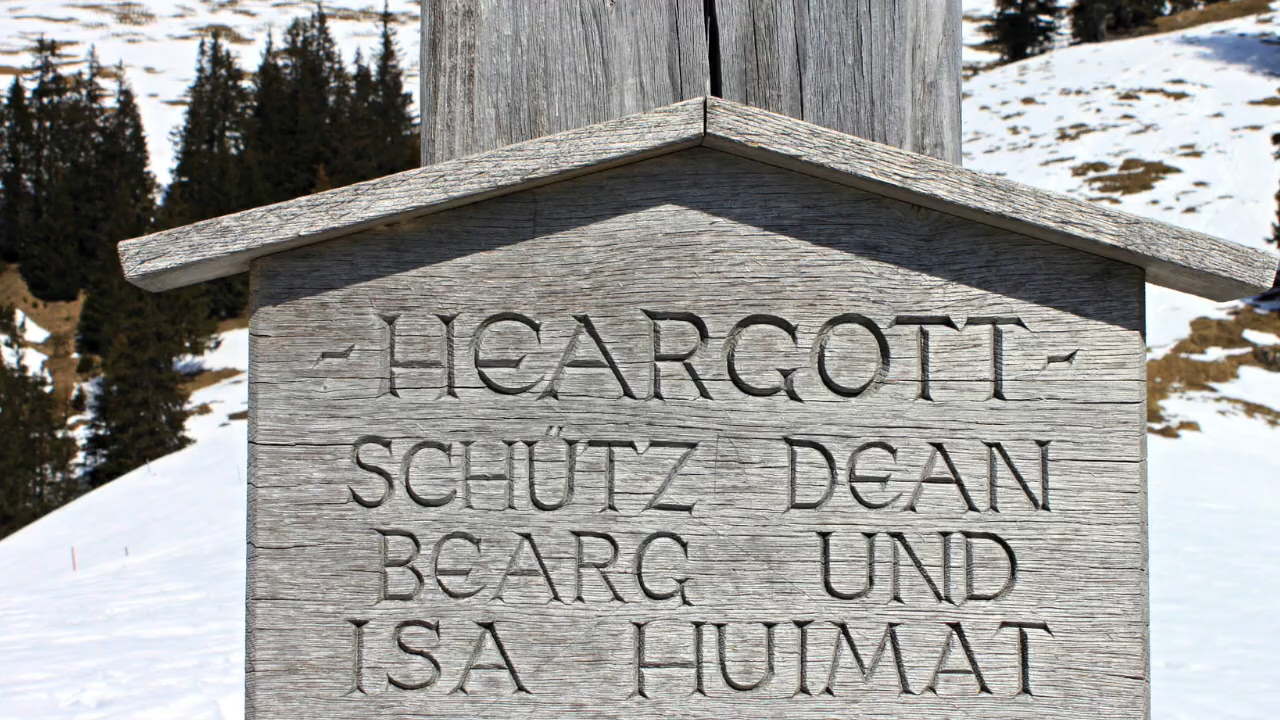 - HEARGOTT -
SCHÜTZ DEAN
BEARG UND
ISA HUIMAT